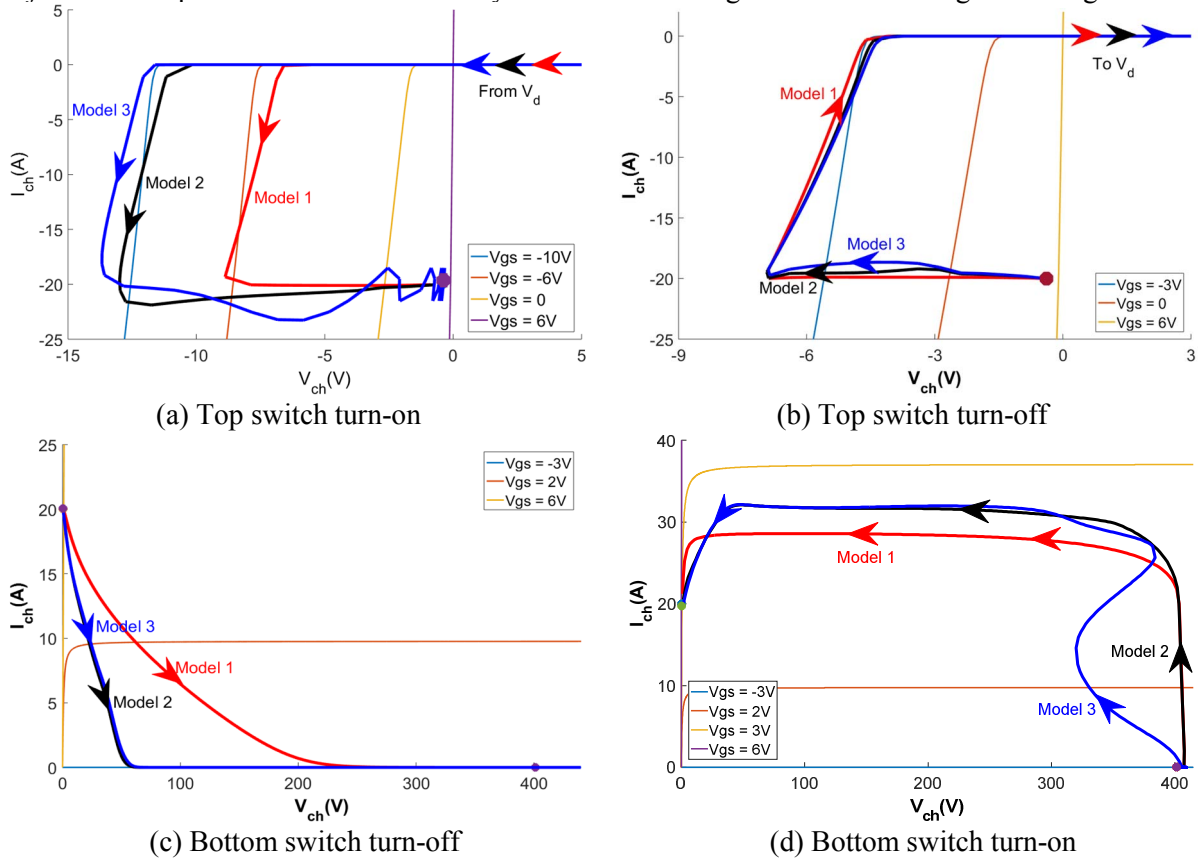 0
-5
-10
-15
-20
-25
I_ch(A)
-15
-10
-5
0
5
V_ch(V)
From V_d
Model 3
Model 2
Model 1
Vgs = -10V
Vgs = -6V
Vgs = 0
Vgs = 6V
(a) Top switch turn-on
0
-5
-10
-15
-20
-25
I_ch(A)
-9
-6
-3
0
3
V_ch(V)
To V_d
Model 1
Model 3
Model 2
Vgs = -3V
Vgs = 0
Vgs = 6V
(b) Top switch turn-off
25
20
15
10
5
0
I_ch(A)
0
100
200
300
400
V_ch(V)
Vgs = -3V
Vgs = 2V
Vgs = 6V
Model 3
Model 1
Model 2
(c) Bottom switch turn-off
40
30
20
10
0
I_ch(A)
0
100
200
300
400
V_ch(V)
Model 1
Model 2
Model 3
Vgs = -3V
Vgs = 2V
Vgs = 3V
Vgs = 6V
(d) Bottom switch turn-on